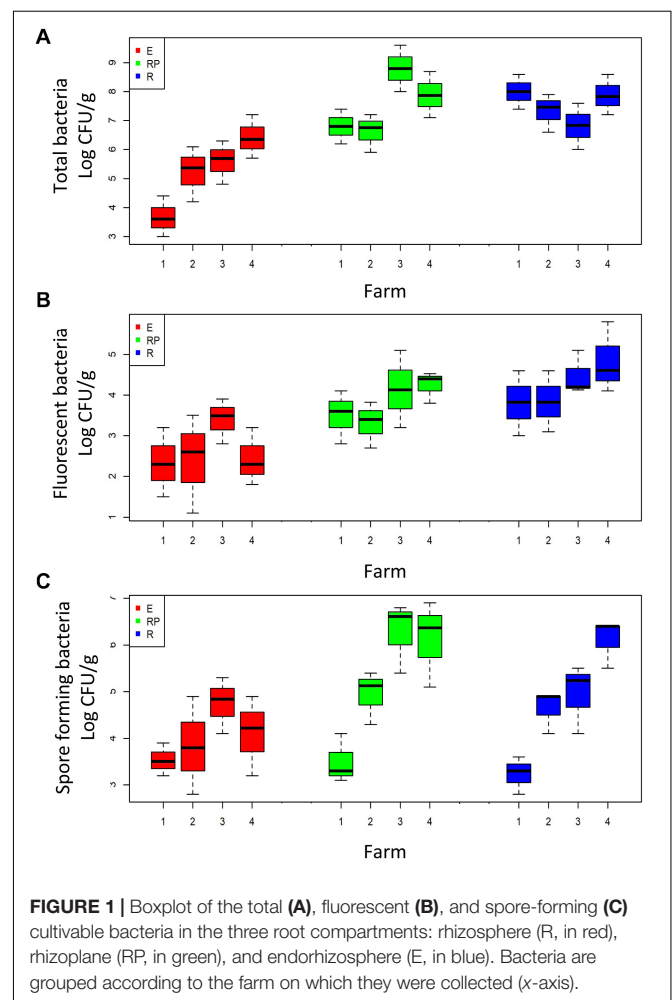 A
E
RP
R
Total bacteria
Log CFU/g
9
8
7
6
5
4
3
1 2 3 4 1 2 3 4 1 2 3 4
Farm
B
E
RP
R
Fluorescent bacteria
Log CFU/g
5
4
3
2
1
1 2 3 4 1 2 3 4 1 2 3 4
Farm
C
E
RP
R
Spore forming bacteria
Log CFU/g
7
6
5
4
3
1 2 3 4 1 2 3 4 1 2 3 4
Farm
FIGURE 1 | Boxplot of the total (A), fluorescent (B), and spore-forming (C)
cultivable bacteria in the three root compartments: rhizosphere (R, in red),
rhizoplane (RP, in green), and endorhizosphere (E, in blue). Bacteria are
grouped according to the farm on which they were collected (x-axis).